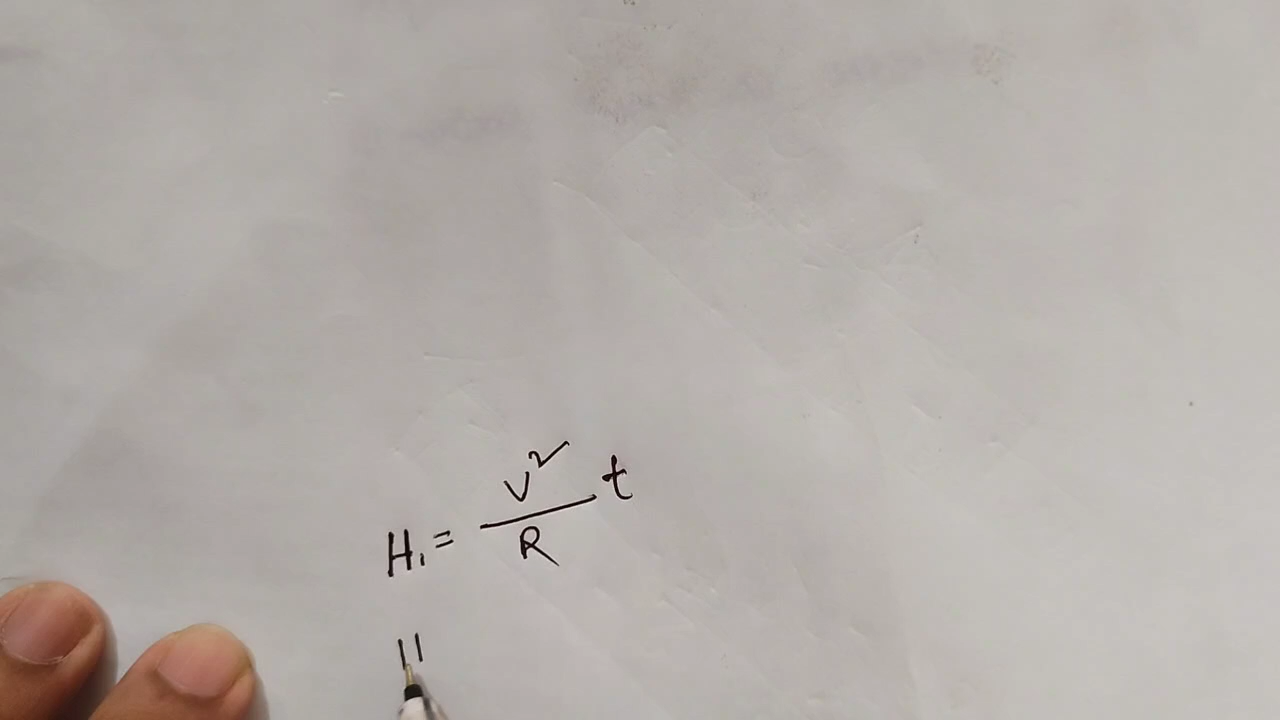 H₁ = V²/R t